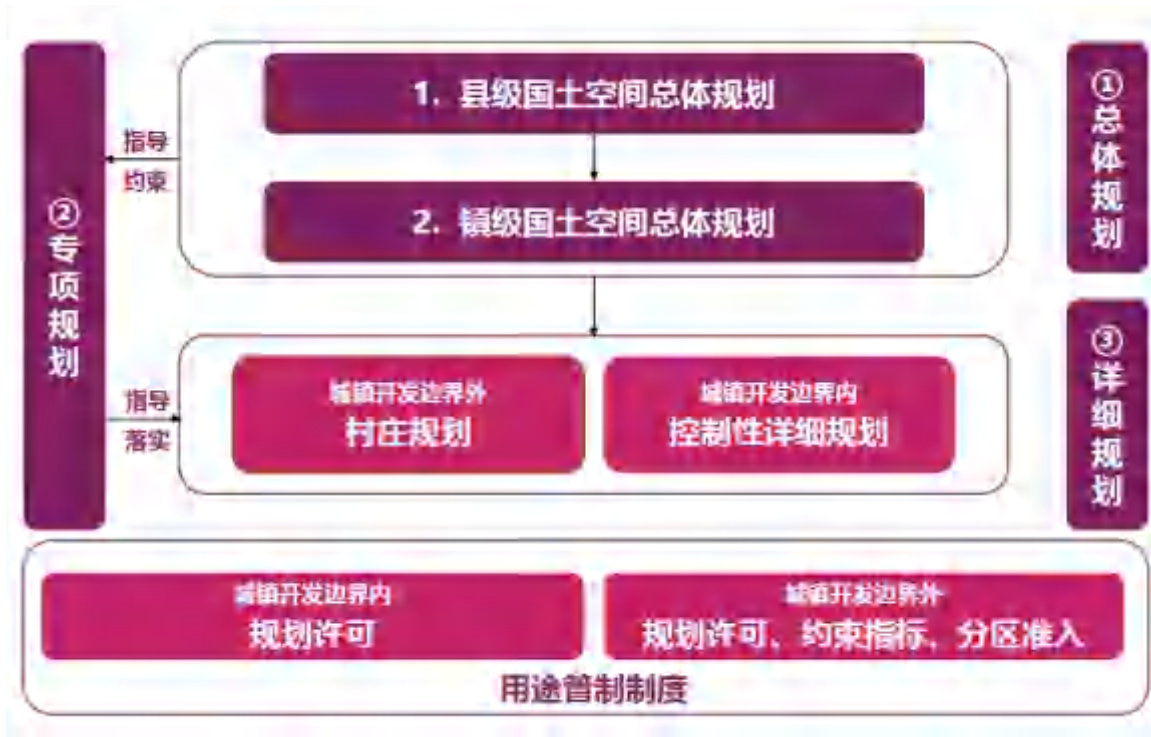 1. 县级国土空间总体规划
2. 镇级国土空间总体规划
①总体规划
指导
约束
②专项规划
指导
落实
城镇开发边界外
村庄规划
城镇开发边界内
控制性详细规划
③详细规划
城镇开发边界内
规划许可
城镇开发边界外
规划许可、约束指标、分区准入
用途管制制度